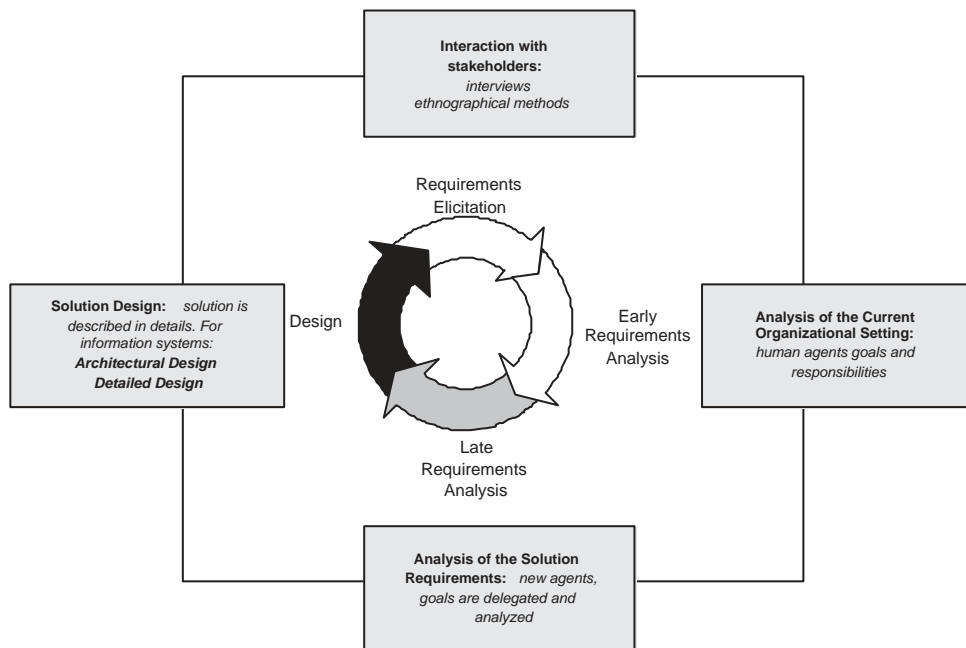 Interaction with
stakeholders:
interviews
ethnographical methods
Requirements
Elicitation
Solution Design: solution is
described in details. For
information systems:
Architectural Design
Detailed Design
Design
Early
Requirements
Analysis
Analysis of the Current
Organizational Setting:
human agents goals and
responsibilities
Late
Requirements
Analysis
Analysis of the Solution
Requirements: new agents,
goals are delegated and
analyzed